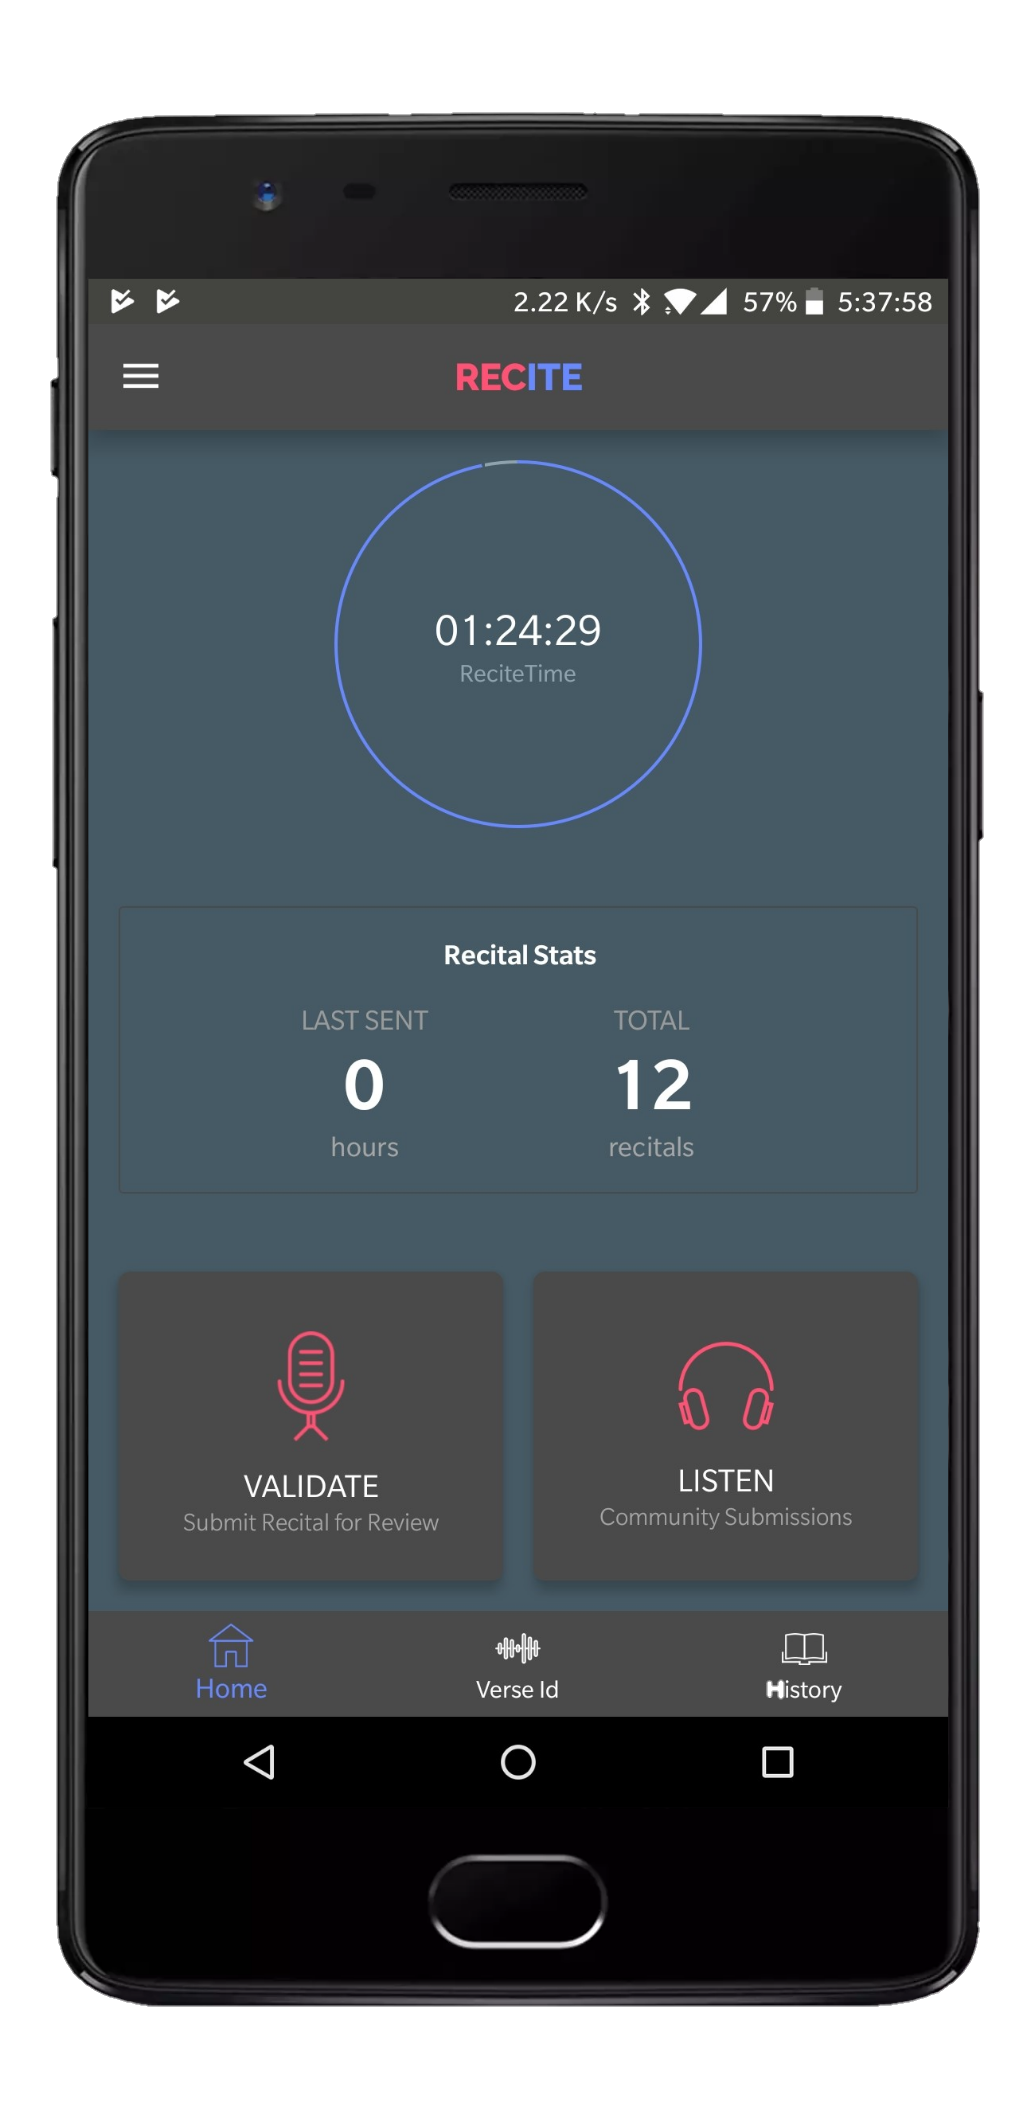 2.22 K/s 57% 5:37:58
RECITE
01:24:29
ReciteTime
Recital Stats
LAST SENT TOTAL
0 12
hours recitals
VALIDATE LISTEN
Submit Recital for Review Community Submissions
Home Verse Id History